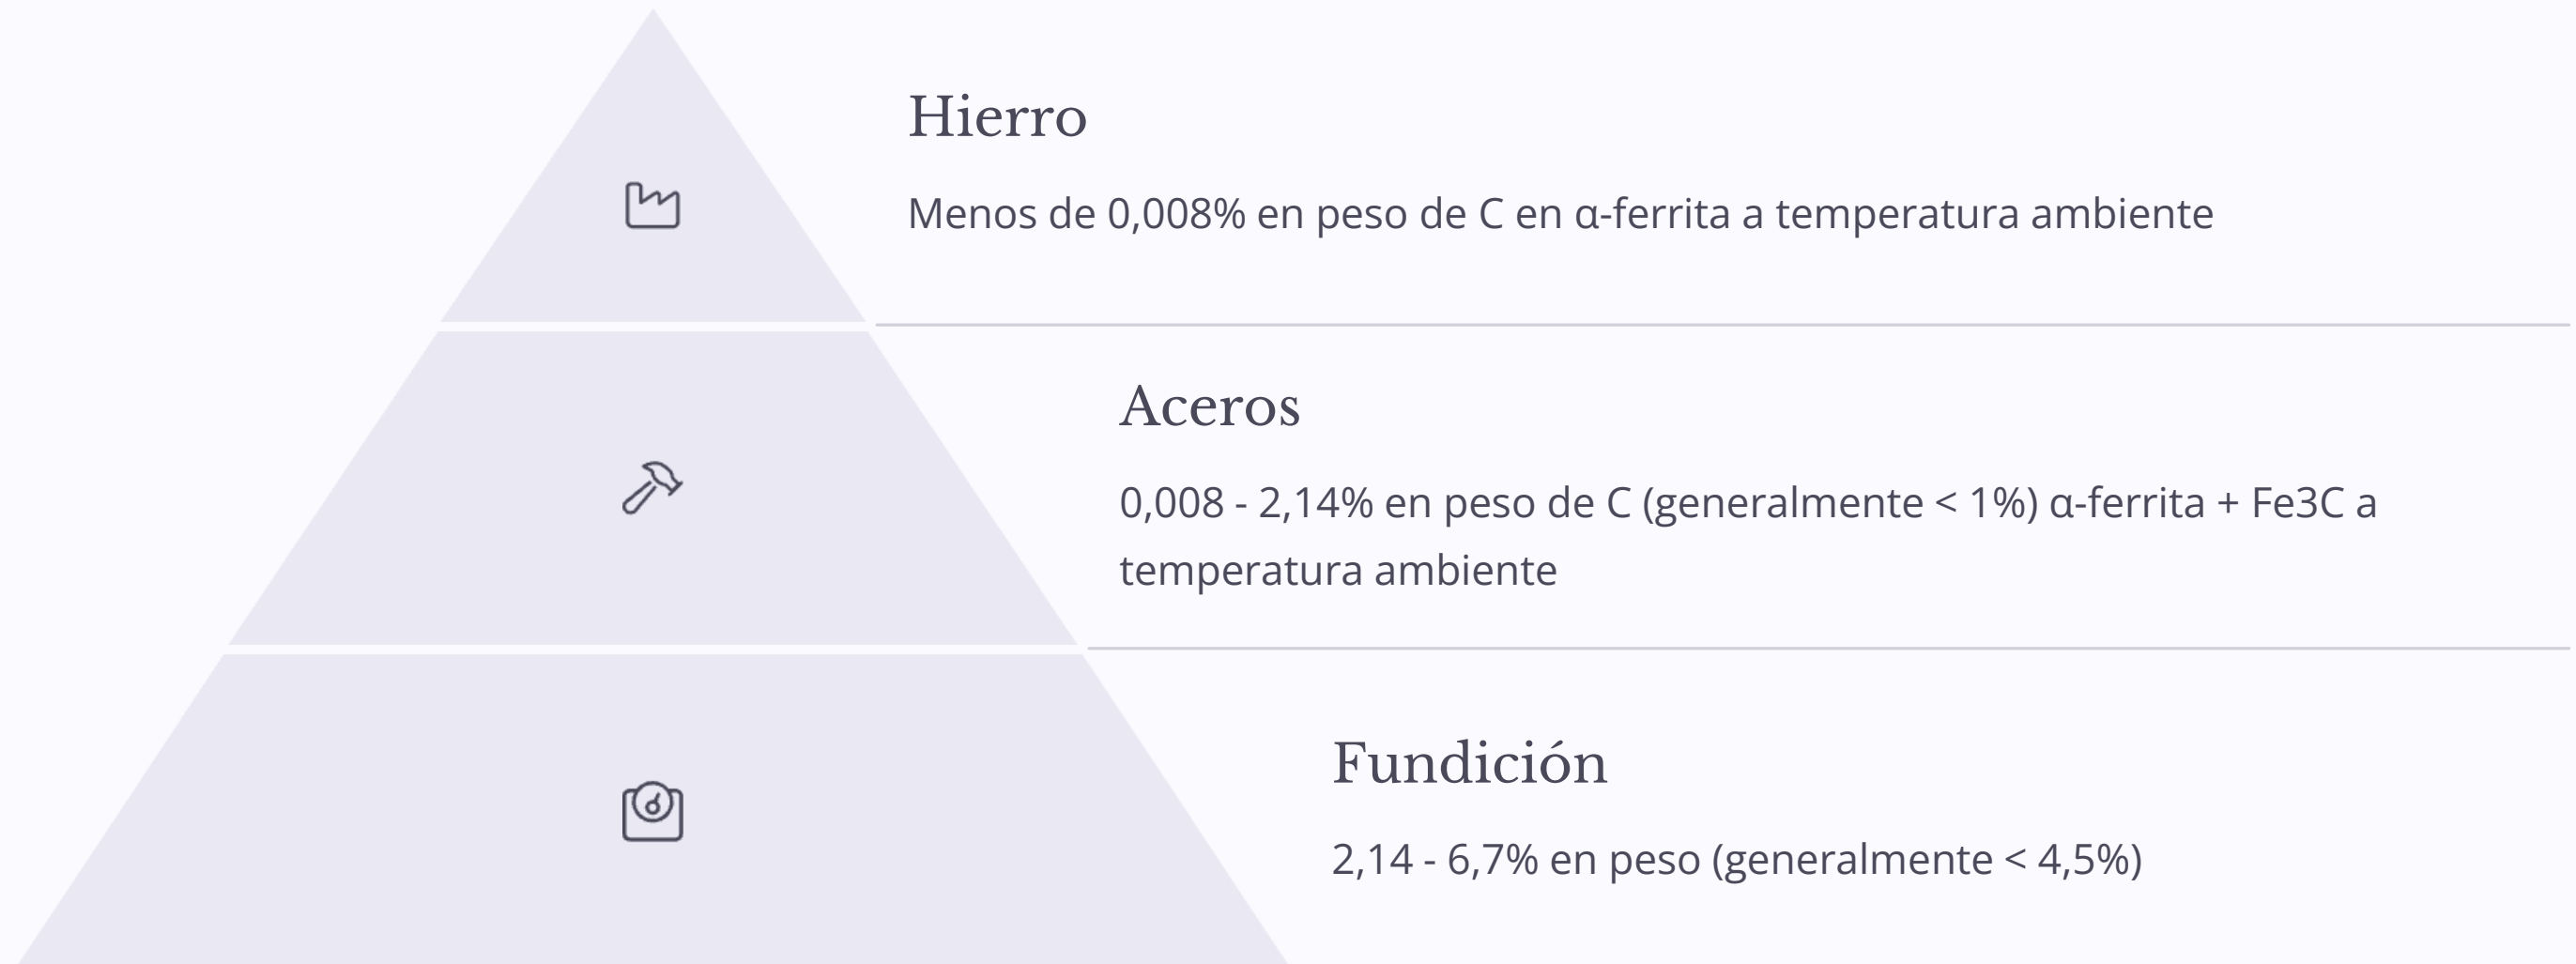 Hierro
Menos de 0,008% en peso de C en α-ferrita a temperatura ambiente
Aceros
0,008 - 2,14% en peso de C (generalmente < 1%) α-ferrita + Fe3C a
temperatura ambiente
Fundición
2,14 - 6,7% en peso (generalmente < 4,5%)